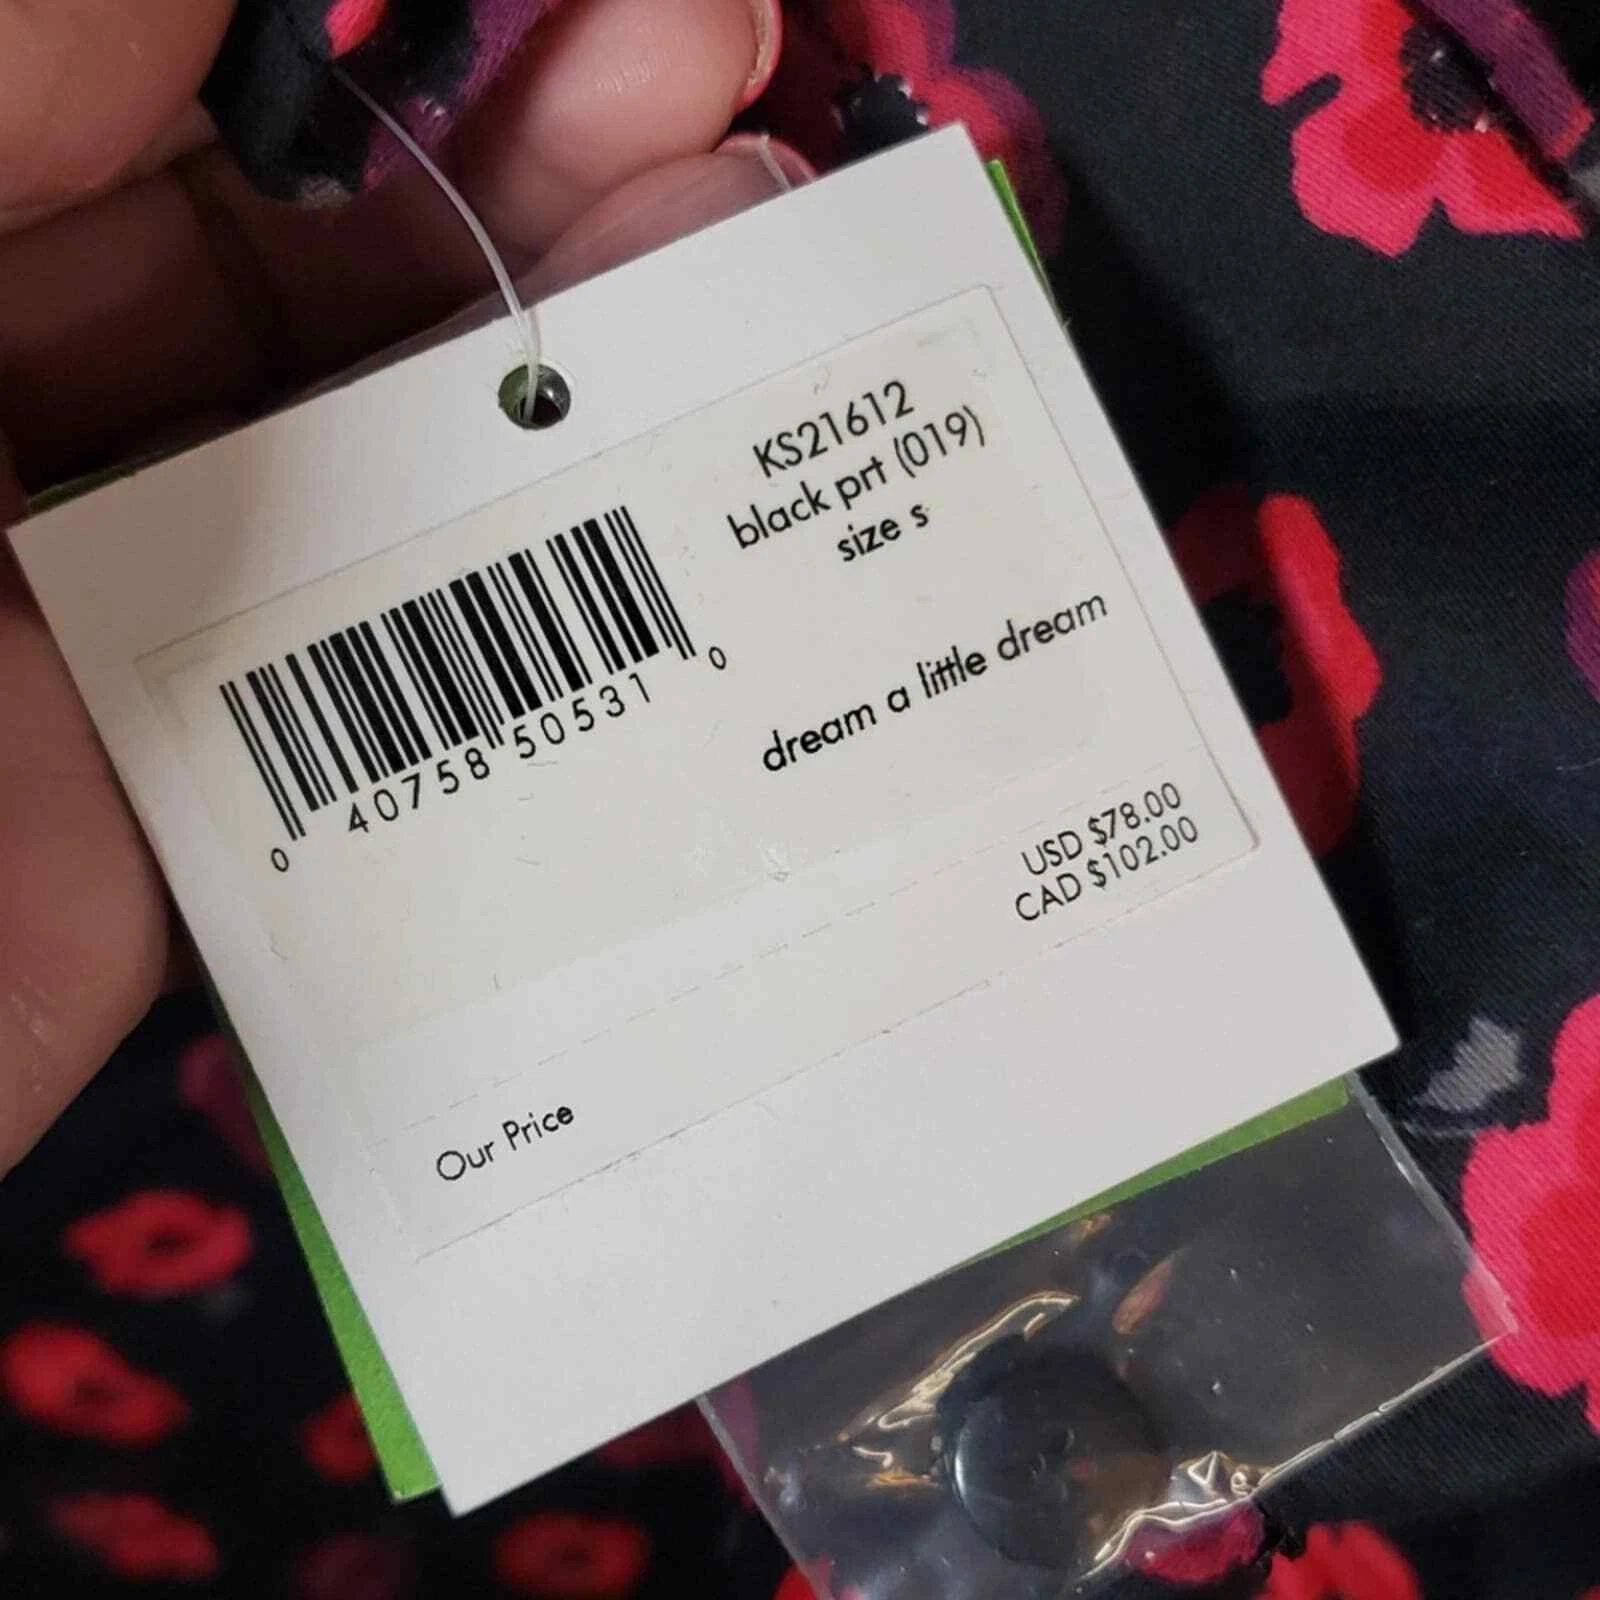 KS21612
black prt (019)
size s
0 40758 50531 0
dream a little dream
USD $78.00
CAD $102.00
Our Price